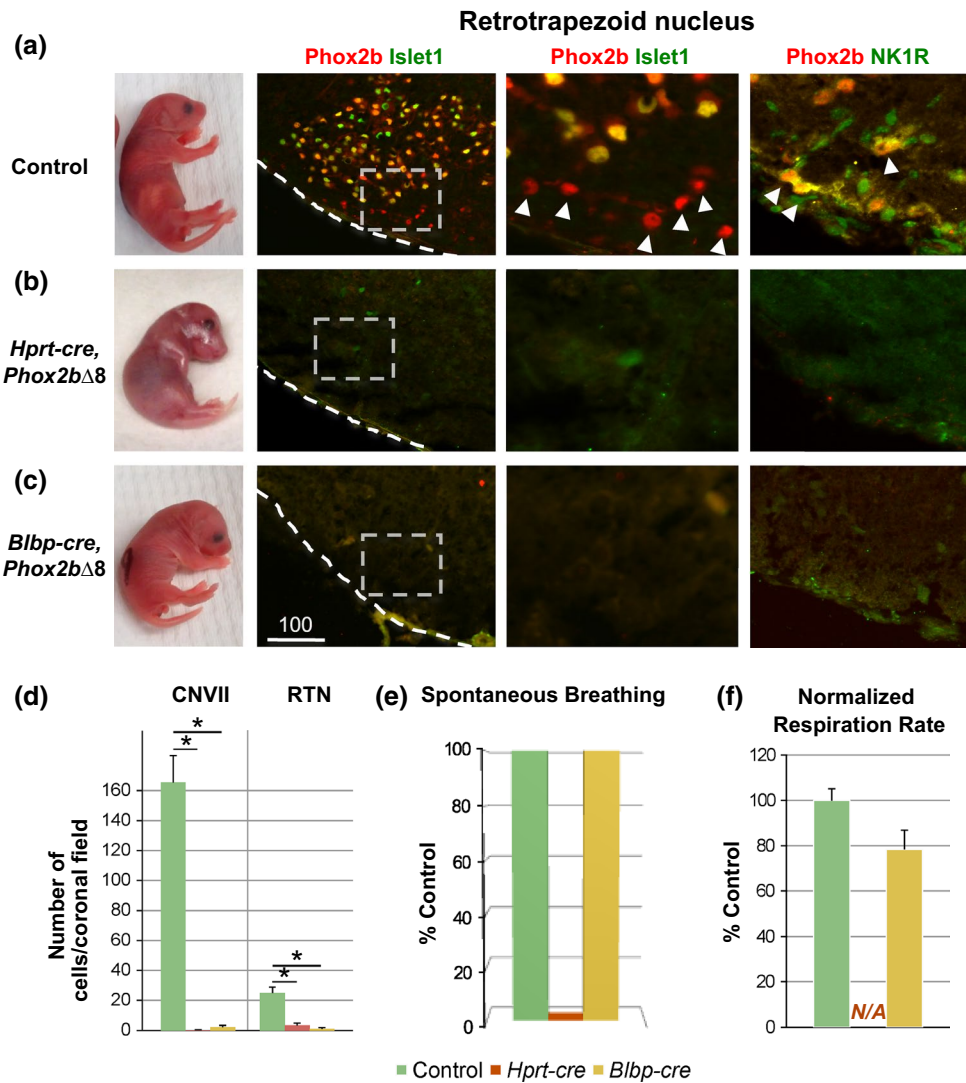 Retrotrapezoid nucleus
(a)
Phox2b Islet1
Phox2b Islet1
Phox2b NK1R
Control
(b)
Hprt-cre,
Phox2bΔ8
(c)
Blbp-cre,
Phox2bΔ8
100
(d)
CNVII
RTN
Number of
cells/coronal field
160
140
120
100
80
60
40
20
0
*
*
*
*
(e)
Spontaneous Breathing
% Control
100
80
60
40
20
0
(f)
Normalized
Respiration Rate
% Control
120
100
80
60
40
20
0
N/A
Control
Hprt-cre
Blbp-cre